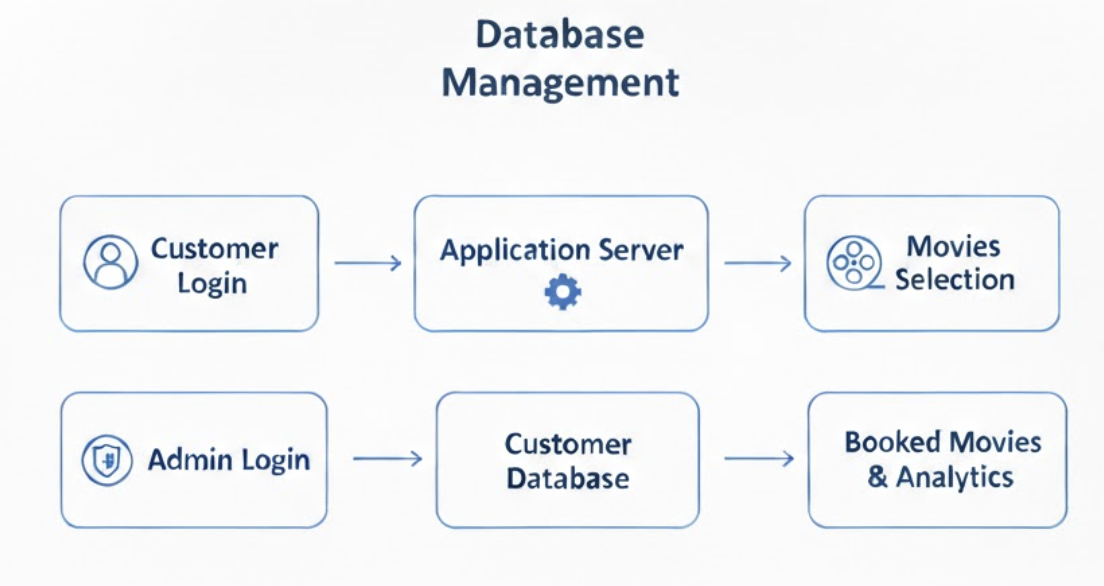 Database
Management
Customer
Login
Application Server
Movies
Selection
Admin Login
Customer
Database
Booked Movies
& Analytics